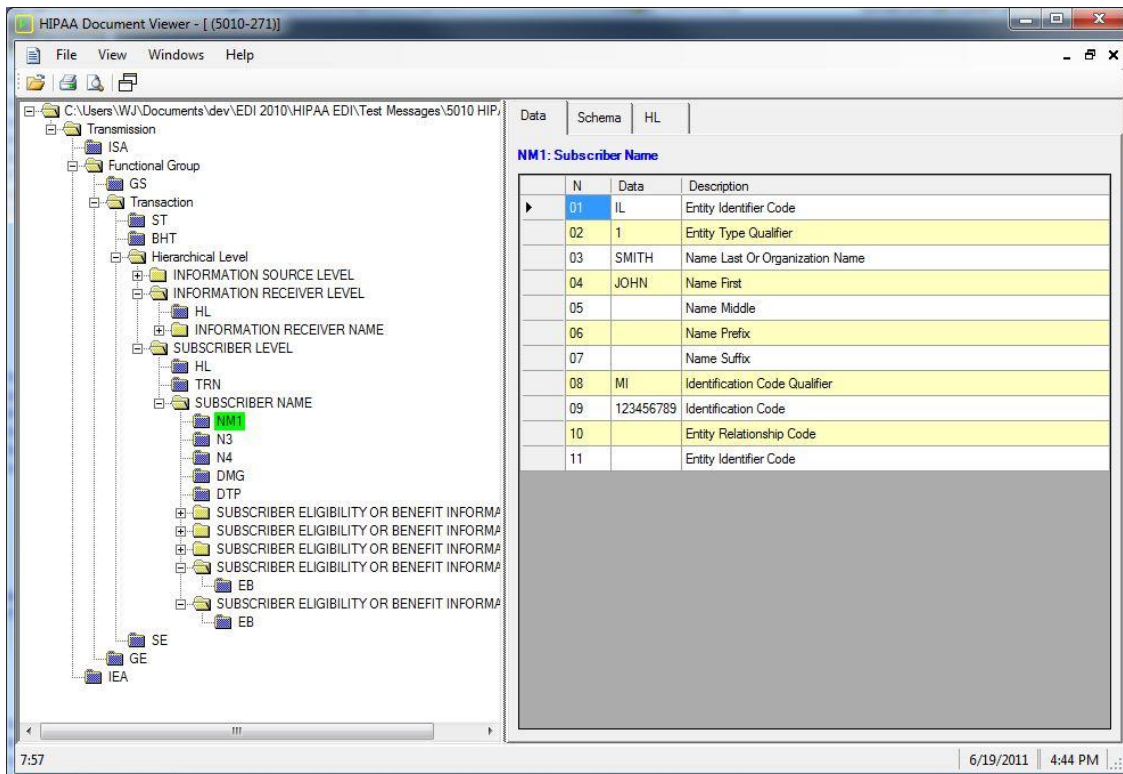 HIPAA Document Viewer - [ (5010-271)]
File View Windows Help
C:\Users\WJ\Documents\dev\EDI 2010\HIPAA EDI\Test Messages\5010 HIP
Transmission
ISA
Functional Group
GS
Transaction
ST
BHT
Hierarchical Level
INFORMATION SOURCE LEVEL
INFORMATION RECEIVER LEVEL
HL
INFORMATION RECEIVER NAME
SUBSCRIBER LEVEL
HL
TRN
SUBSCRIBER NAME
NM1
N3
N4
DMG
DTP
SUBSCRIBER ELIGIBILITY OR BENEFIT INFORMA
SUBSCRIBER ELIGIBILITY OR BENEFIT INFORMA
SUBSCRIBER ELIGIBILITY OR BENEFIT INFORMA
SUBSCRIBER ELIGIBILITY OR BENEFIT INFORMA
EB
SUBSCRIBER ELIGIBILITY OR BENEFIT INFORMA
EB
SE
GE
IEA
Data Schema HL
NM1: Subscriber Name
N Data Description
01 IL Entity Identifier Code
02 1 Entity Type Qualifier
03 SMITH Name Last Or Organization Name
04 JOHN Name First
05 Name Middle
06 Name Prefix
07 Name Suffix
08 MI Identification Code Qualifier
09 123456789 Identification Code
10 Entity Relationship Code
11 Entity Identifier Code
7:57 6/19/2011 4:44 PM